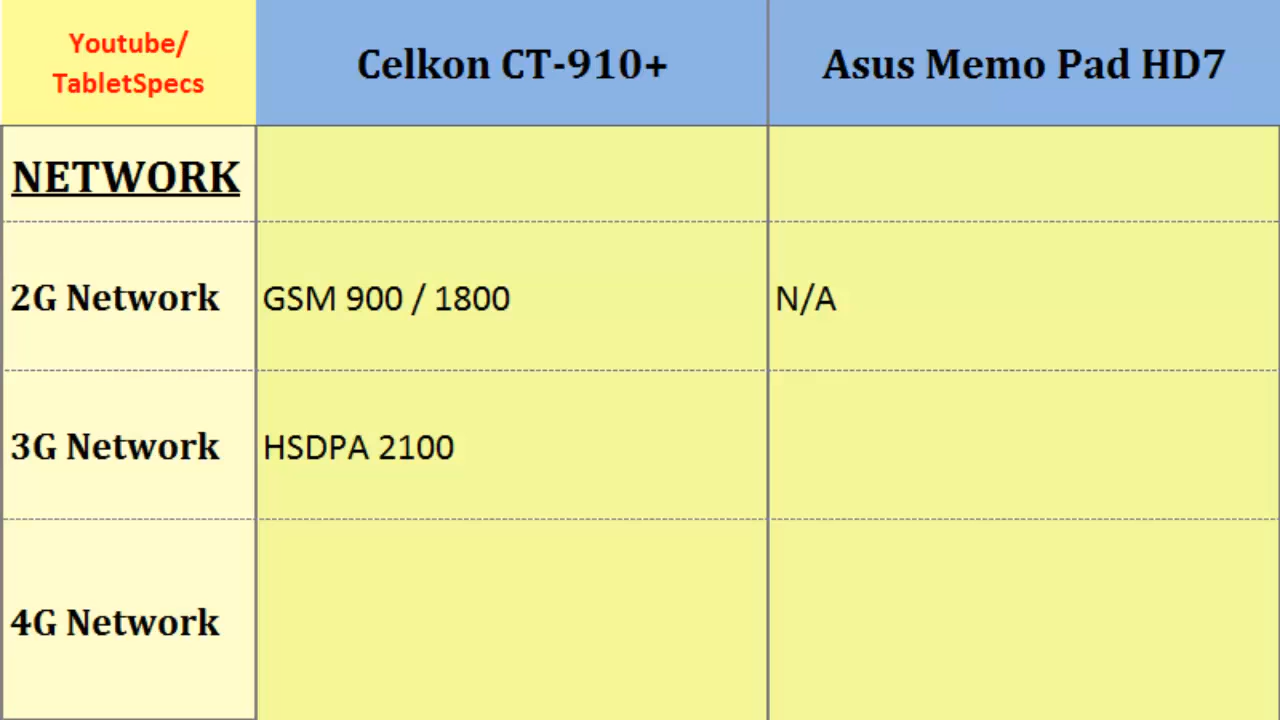 Youtube/
TabletSpecs
Celkon CT-910+
Asus Memo Pad HD7
NETWORK
2G Network
GSM 900 / 1800
N/A
3G Network
HSDPA 2100
4G Network